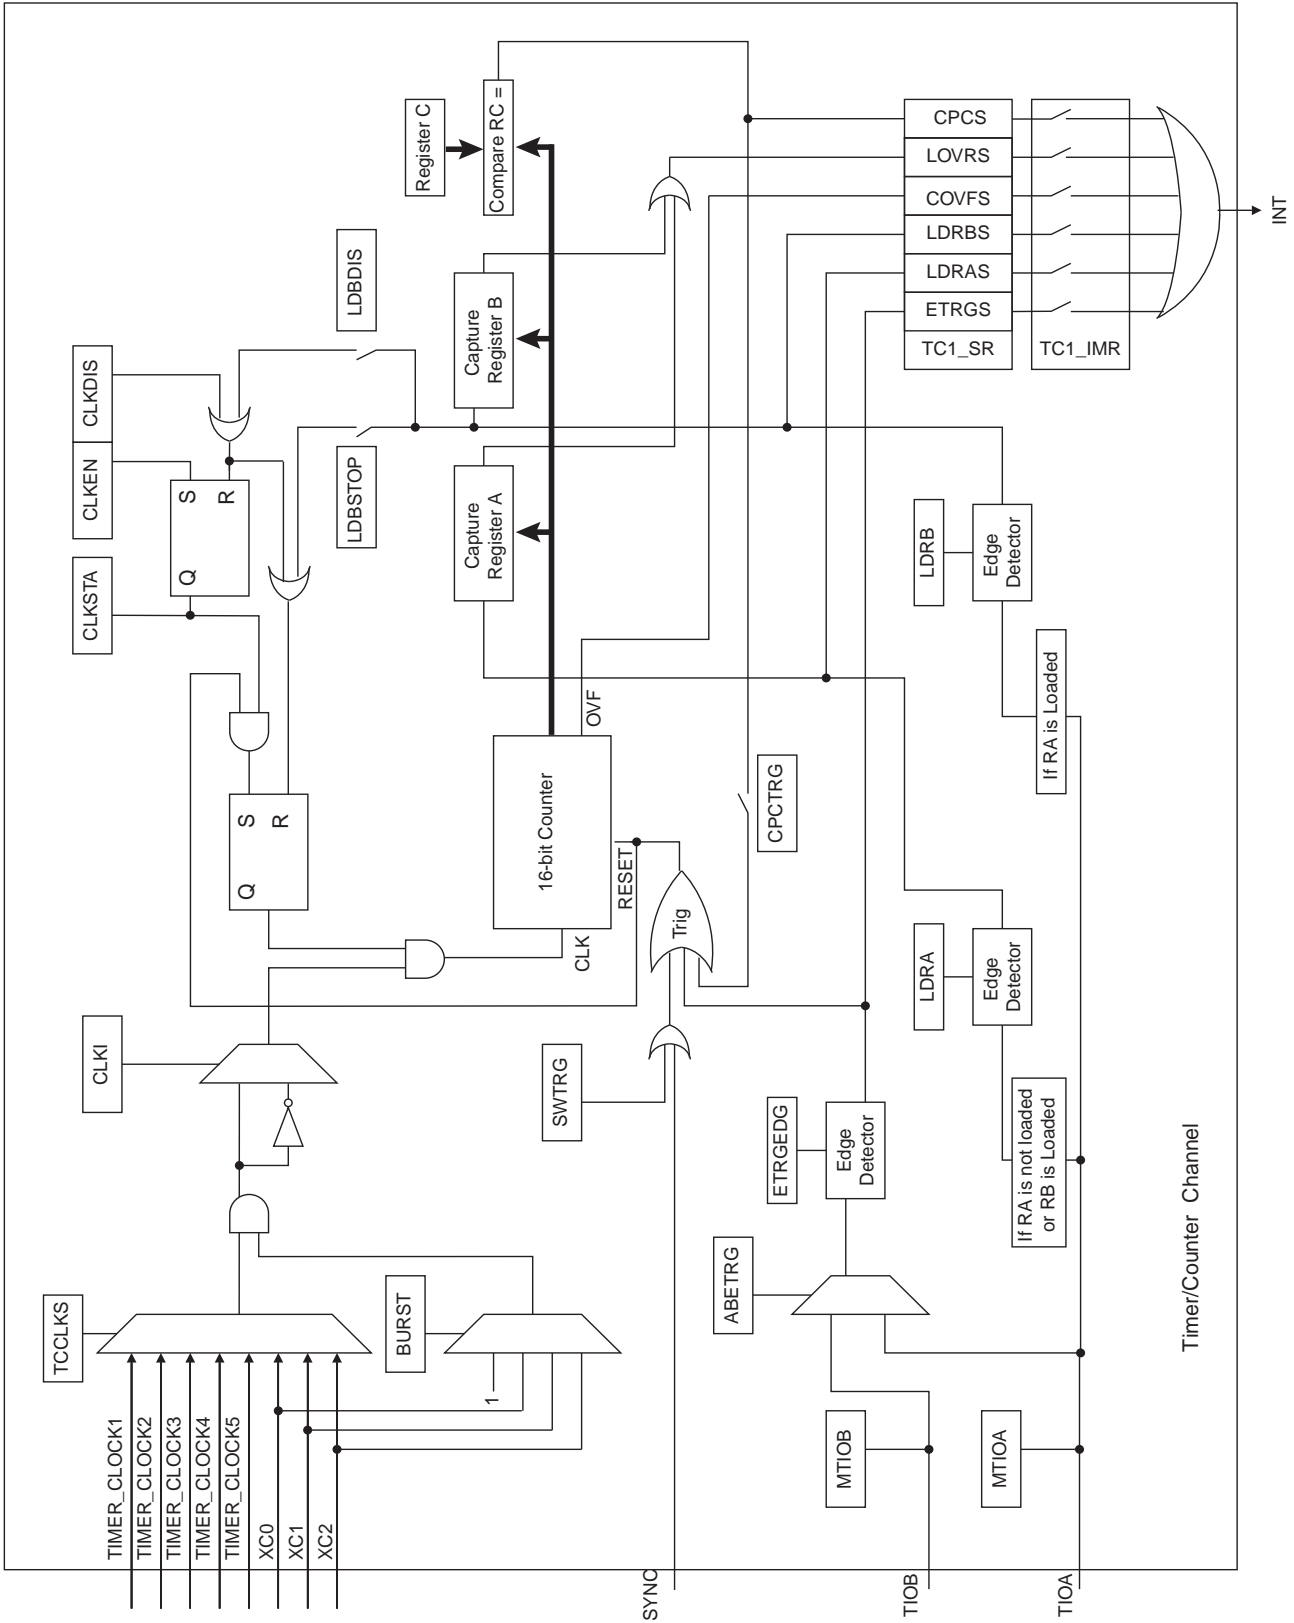 TCCLKS
CLKI
CLKSTA
CLKEN
CLKDIS
TIMER_CLOCK1
TIMER_CLOCK2
TIMER_CLOCK3
TIMER_CLOCK4
TIMER_CLOCK5
XC0
XC1
XC2
Q
S
R
Q
S
R
LDBSTOP
LDBDIS
BURST
1
Register C
Capture
Register A
Capture
Register B
Compare RC =
16-bit Counter
CLK
OVF
RESET
SWTRG
SYNC
Trig
ABETRG
ETRGEDG
CPCTRG
MTIOB
Edge
Detector
TIOB
LDRA
LDRB
ETRGS
LDRAS
LDRBS
COVFS
LOVRS
CPCS
TC1_SR
MTIOA
Edge
Detector
Edge
Detector
If RA is not loaded
or RB is Loaded
If RA is Loaded
TC1_IMR
TIOA
Timer/Counter Channel
INT